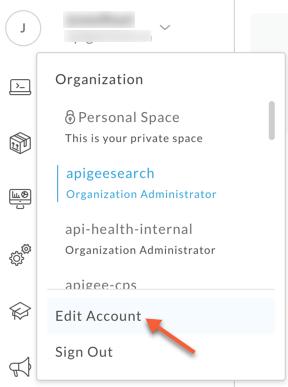 J
Organization
Personal Space
This is your private space
apigeesearch
Organization Administrator
api-health-internal
Organization Administrator
apigee-cps
Edit Account
Sign Out